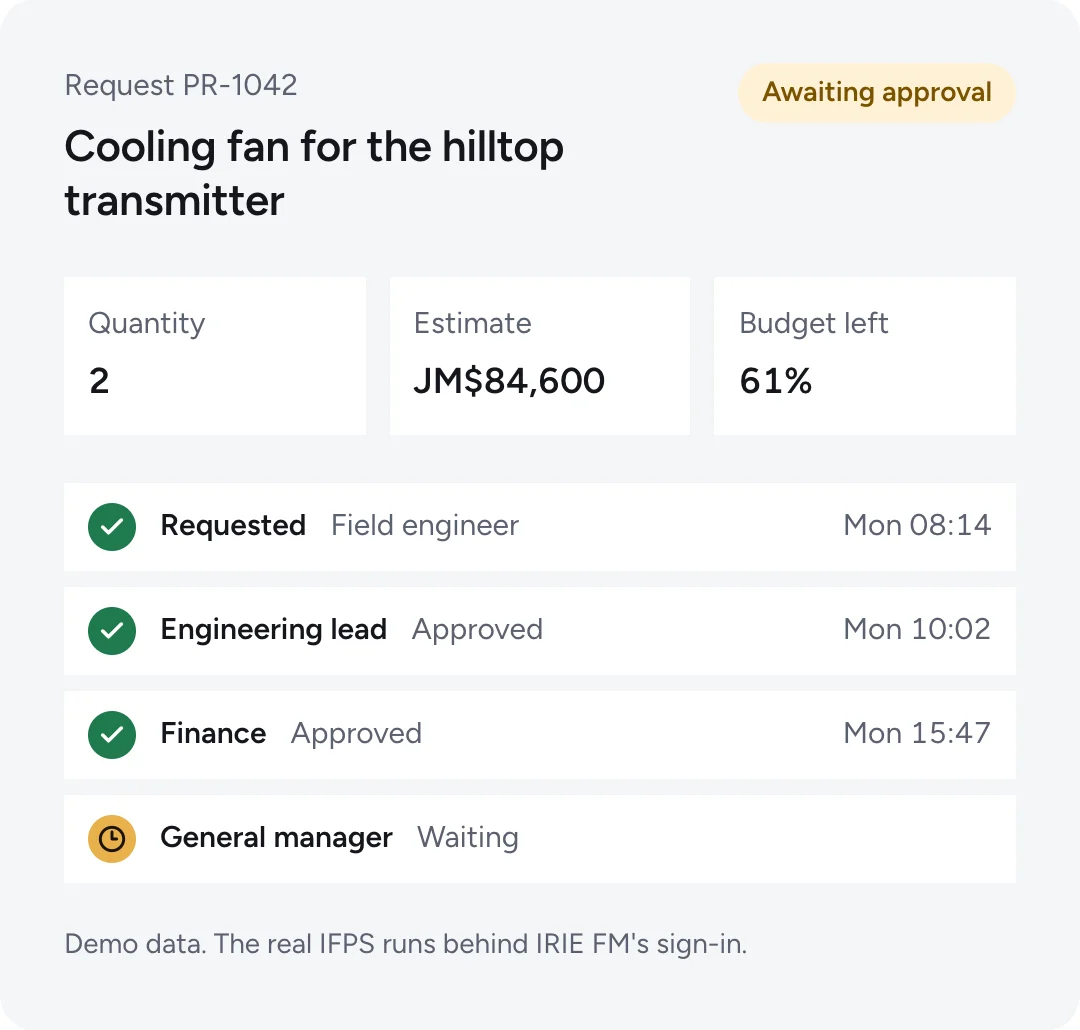 Request PR-1042
Awaiting approval
Cooling fan for the hilltop
transmitter
Quantity
2
Estimate
JM$84,600
Budget left
61%
Requested Field engineer Mon 08:14
Engineering lead Approved Mon 10:02
Finance Approved Mon 15:47
General manager Waiting
Demo data. The real IFPS runs behind IRIE FM's sign-in.